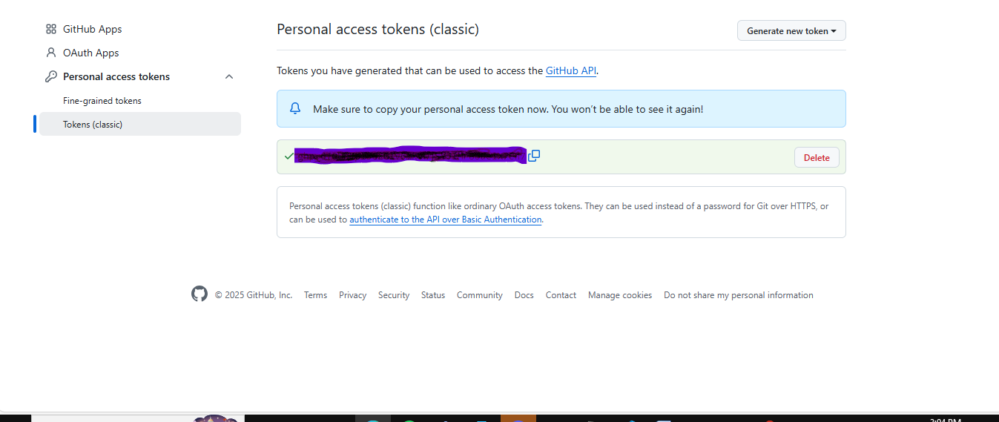 GitHub Apps
OAuth Apps
Personal access tokens
Fine-grained tokens
Tokens (classic)
Personal access tokens (classic)
Generate new token
Tokens you have generated that can be used to access the GitHub API.
Make sure to copy your personal access token now. You won’t be able to see it again!
Delete
Personal access tokens (classic) function like ordinary OAuth access tokens. They can be used instead of a password for Git over HTTPS, or
can be used to authenticate to the API over Basic Authentication.
© 2025 GitHub, Inc. Terms Privacy Security Status Community Docs Contact Manage cookies Do not share my personal information